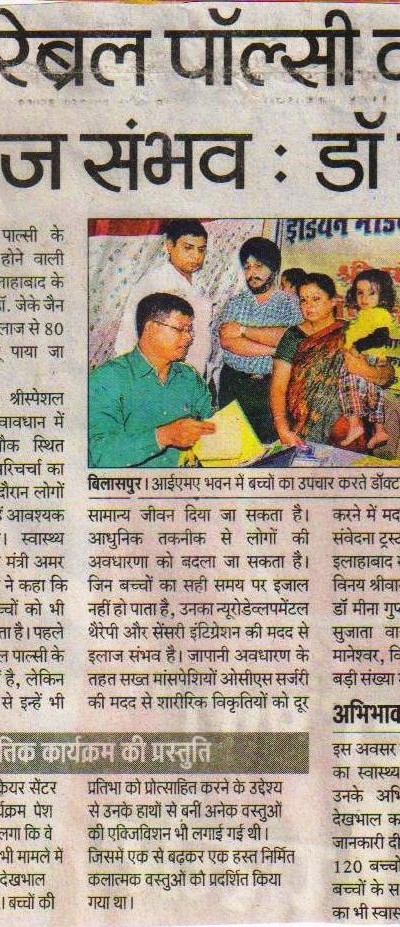 रेब्रल पॉल्सी
ज संभव : डॉ
पाल्सी के
होने वाली
लाहाबाद के
डॉ. जेके जैन
लाज से 80
पाया जा
श्रीस्पेशल
वावधान में
चौक स्थित
परिचर्चा का
दौरान लोगों
आवश्यक
। स्वास्थ्य
मंत्री अमर
ने कहा कि
च्चों को भी
ता है। पहले
ल पाल्सी के
है, लेकिन
से इन्हें भी
इंडियन
बिलासपुर। आईएमए भवन में बच्चों का उपचार करते डॉक्ट
सामान्य जीवन दिया जा सकता है।
आधुनिक तकनीक से लोगों की
अवधारणा को बदला जा सकता है।
जिन बच्चों का सही समय पर इजाल
नहीं हो पाता है, उनका न्यूरोडेव्लपमेंटल
थैरेपी और सेंसरी इंटिग्रेशन की मदद से
इलाज संभव है। जापानी अवधारण के
तहत सख्त मांसपेशियों ओसीएस सर्जरी
की मदद से शारीरिक विकृतियों को दूर
करने में मद
संवेदना ट्रस्ट
इलाहाबाद
विनय श्रीवा
डॉ मीना गुप
सुजाता वा
मानेश्वर, वि
बड़ी संख्या
अभिभाव
इस अवसर
का स्वास्थ्य
उनके अभि
देखभाल क
जानकारी दी
120 बच्चों
बच्चों के स
का भी स्वास
तिक कार्यक्रम की प्रस्तुति
केयर सेंटर
र्यक्रम पेश
लगा कि वे
भी मामले में
देखभाल
। बच्चों की
प्रतिभा को प्रोत्साहित करने के उद्देश्य
से उनके हाथों से बनीं अनेक वस्तुओं
की एक्जिविशन भी लगाई गई थी।
जिसमें एक से बढ़कर एक हस्त निर्मित
कलात्मक वस्तुओं को प्रदर्शित किया
गया था।